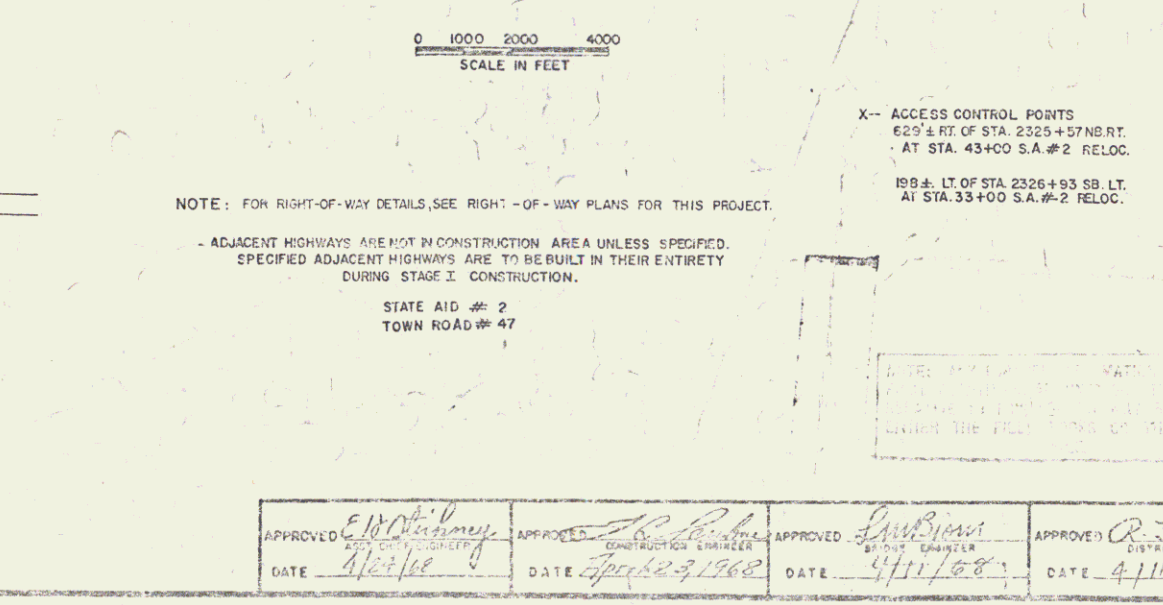 0 1000 2000 4000
SCALE IN FEET
X-- ACCESS CONTROL POINTS
629'± RT. OF STA. 2325+57 NB. RT.
AT STA. 43+00 S.A.#2 RELOC.
198±. LT. OF STA. 2326+93 SB. LT.
AT STA. 33+00 S.A.#2 RELOC.
NOTE: FOR RIGHT-OF-WAY DETAILS, SEE RIGHT-OF-WAY PLANS FOR THIS PROJECT.
- ADJACENT HIGHWAYS ARE NOT IN CONSTRUCTION AREA UNLESS SPECIFIED.
SPECIFIED ADJACENT HIGHWAYS ARE TO BE BUILT IN THEIR ENTIRETY
DURING STAGE I CONSTRUCTION.
STATE AID # 2
TOWN ROAD # 47
THE
APPROVED
ASST. CHIEF ENGINEER
DATE 4/24/68
APPROVED
CONSTRUCTION ENGINEER
DATE April 23, 1968
APPROVED
BRIDGE ENGINEER
DATE 4/11/68
APPROVED R.
DISTR
DATE 4/11